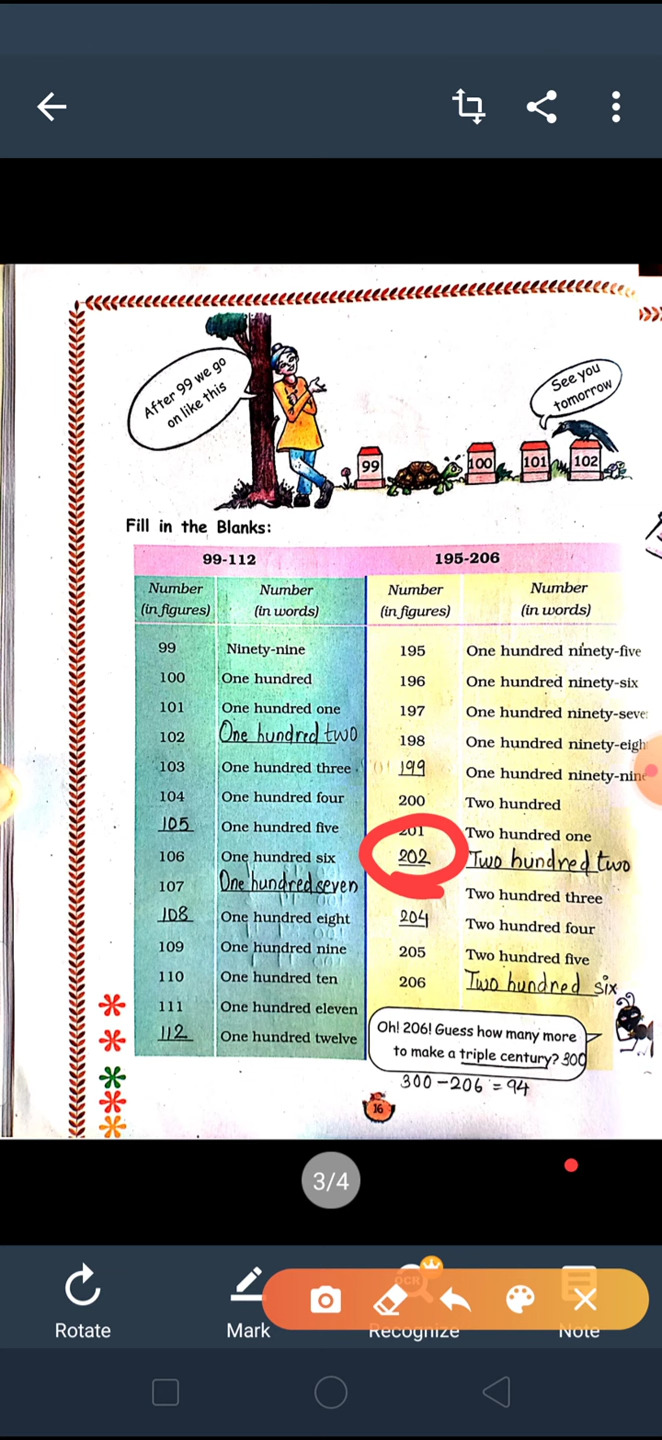 After 99 we go
on like this
See you
tomorrow
99
100
101
102
Fill in the Blanks:
99-112 195-206
Number Number Number Number
(in figures) (in words) (in figures) (in words)
99 Ninety-nine 195 One hundred ninety-five
100 One hundred 196 One hundred ninety-six
101 One hundred one 197 One hundred ninety-seve
102 One hundred two 198 One hundred ninety-eigh
103 One hundred three 199 One hundred ninety-nine
104 One hundred four 200 Two hundred
105 One hundred five 201 Two hundred one
106 One hundred six 202 Two hundred two
107 One hundred seven Two hundred three
108 One hundred eight 204 Two hundred four
109 One hundred nine 205 Two hundred five
110 One hundred ten 206 Two hundred six
111 One hundred eleven
112 One hundred twelve
Oh! 206! Guess how many more
to make a triple century? 300
300 - 206 = 94
16
3/4
OCR
Rotate Mark Recognize Note